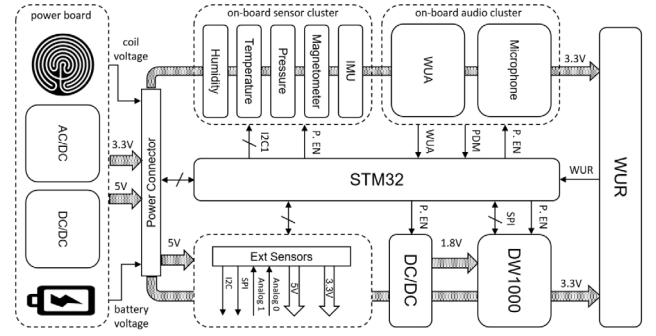 power board
on-board sensor cluster
on-board audio cluster
coil
voltage
AC/DC
3.3V
5V
DC/DC
battery
voltage
Power Connector
Humidity
Temperature
Pressure
Magnetometer
IMU
WUA
Microphone
3.3V
WUR
I2C1
P. EN
WUA
PDM
P. EN
STM32
WUR
5V
Ext Sensors
I2C
SPI
Analog 1
Analog 0
5V
3.3V
P. EN
SPI
P. EN
DC/DC
1.8V
DW1000
3.3V